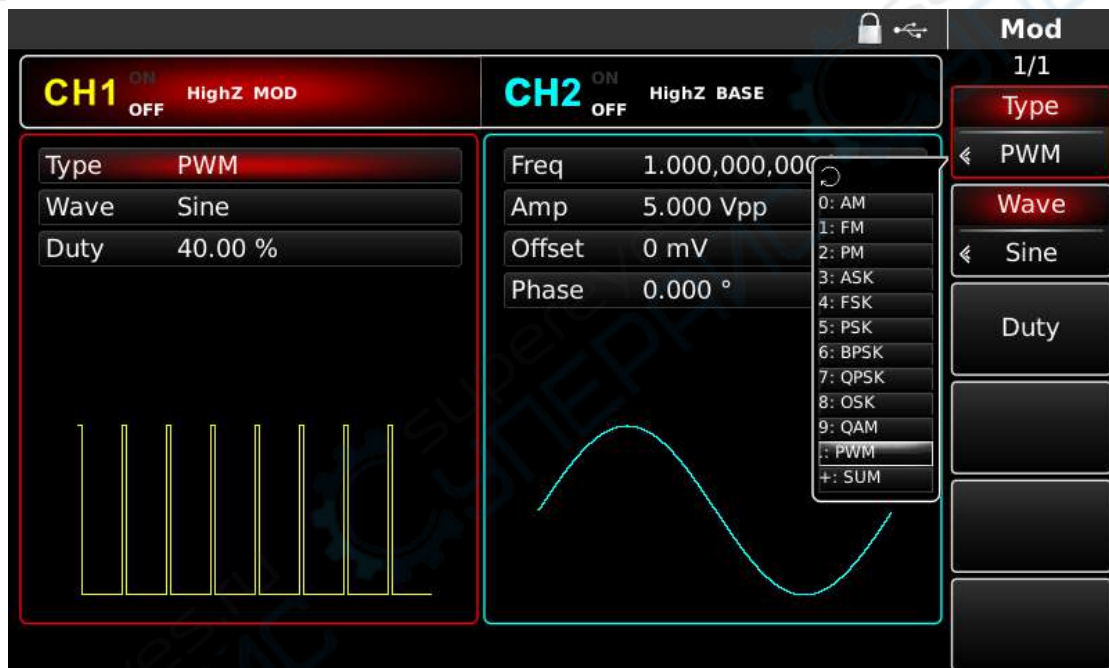 Mod
1/1
CH1 ON OFF HighZ MOD
CH2 ON OFF HighZ BASE
Type
PWM
Wave
Sine
Duty
Type PWM
Wave Sine
Duty 40.00 %
Freq 1.000,000,000
Amp 5.000 Vpp
Offset 0 mV
Phase 0.000 °
0: AM
1: FM
2: PM
3: ASK
4: FSK
5: PSK
6: BPSK
7: QPSK
8: OSK
9: QAM
.: PWM
+: SUM